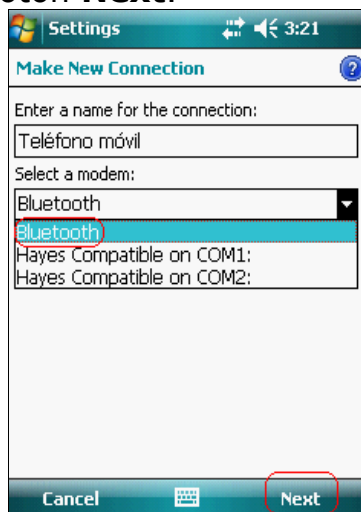 Next.
Settings 3:21
Make New Connection ?
Enter a name for the connection:
Teléfono móvil
Select a modem:
Bluetooth
Bluetooth
Hayes Compatible on COM1:
Hayes Compatible on COM2:
Cancel Next